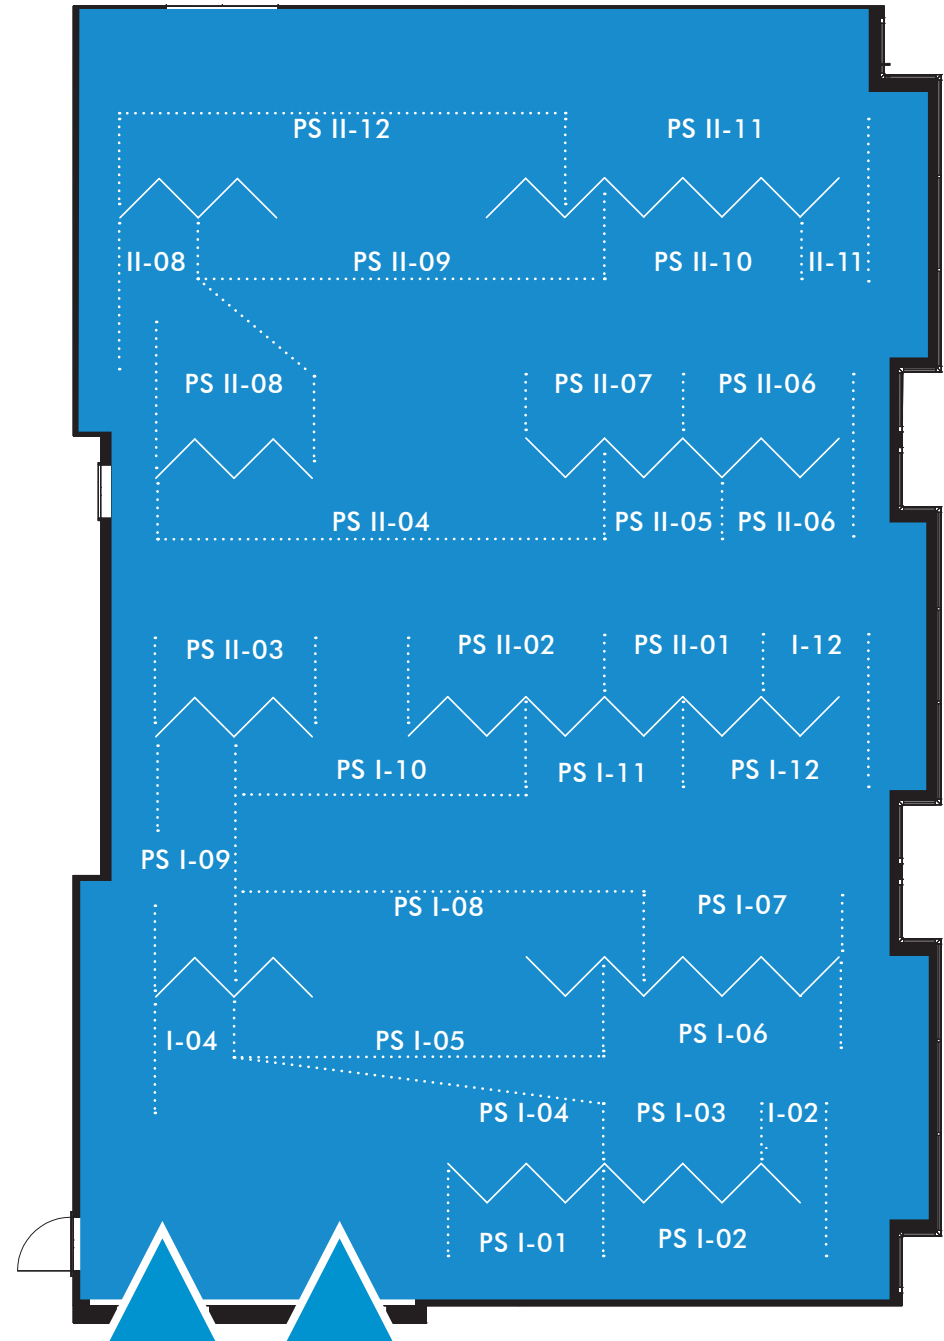 PS II-12
PS II-11
II-08
PS II-09
PS II-10
II-11
PS II-08
PS II-07
PS II-06
PS II-04
PS II-05
PS II-06
PS II-03
PS II-02
PS II-01
I-12
PS I-10
PS I-11
PS I-12
PS I-09
PS I-08
PS I-07
I-04
PS I-05
PS I-06
PS I-04
PS I-03
I-02
PS I-01
PS I-02